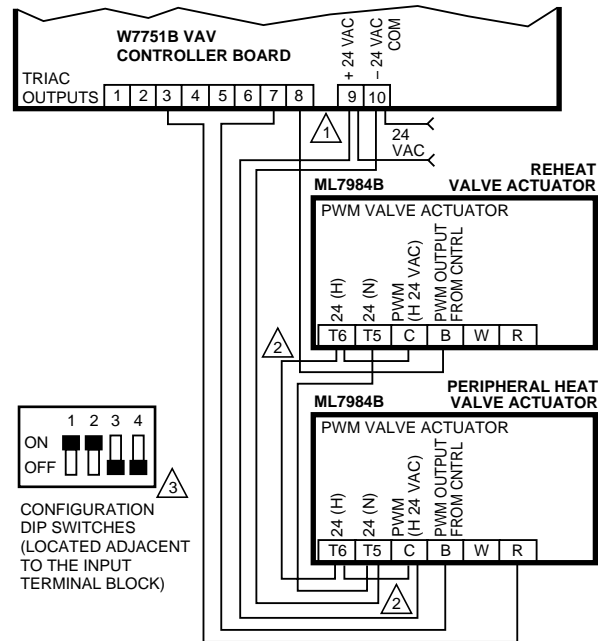 W7751B VAV
CONTROLLER BOARD
+ 24 VAC
– 24 VAC
COM
TRIAC
OUTPUTS
1 2 3 4 5 6 7 8 9 10
1
24
VAC
ML7984B
REHEAT
VALVE ACTUATOR
PWM VALVE ACTUATOR
24 (H)
24 (N)
PWM
(H 24 VAC)
PWM OUTPUT
FROM CNTRL
T6 T5 C B W R
2
ML7984B
PERIPHERAL HEAT
VALVE ACTUATOR
PWM VALVE ACTUATOR
24 (H)
24 (N)
PWM
(H 24 VAC)
PWM OUTPUT
FROM CNTRL
T6 T5 C B W R
2
1 2 3 4
ON
OFF
3
CONFIGURATION
DIP SWITCHES
(LOCATED ADJACENT
TO THE INPUT
TERMINAL BLOCK)